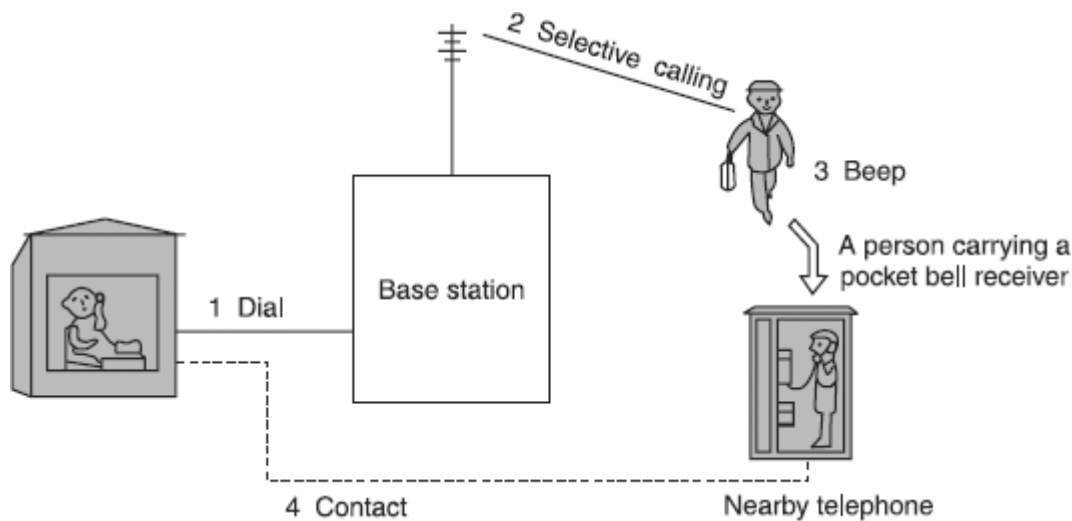 2 Selective calling
3 Beep
A person carrying a
pocket bell receiver
Base station
1 Dial
4 Contact
Nearby telephone